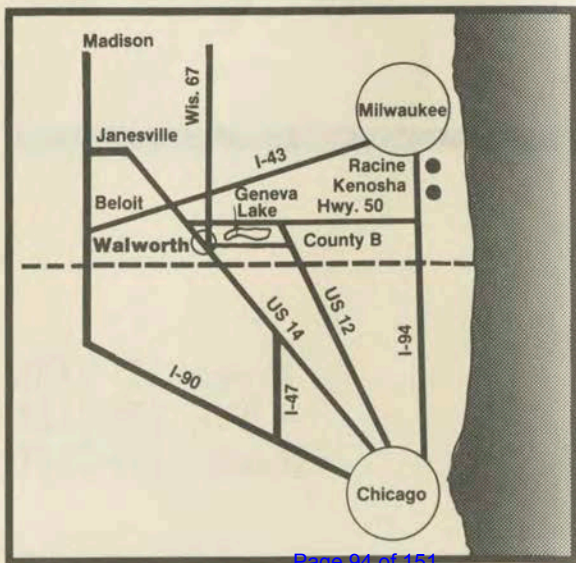 Madison
Wis. 67
Milwaukee
Janesville
I-43
Racine
Kenosha
Beloit
Geneva
Lake
Hwy. 50
Walworth
County B
US 14
US 12
I-94
I-90
I-47
Chicago
Page 94 of 151